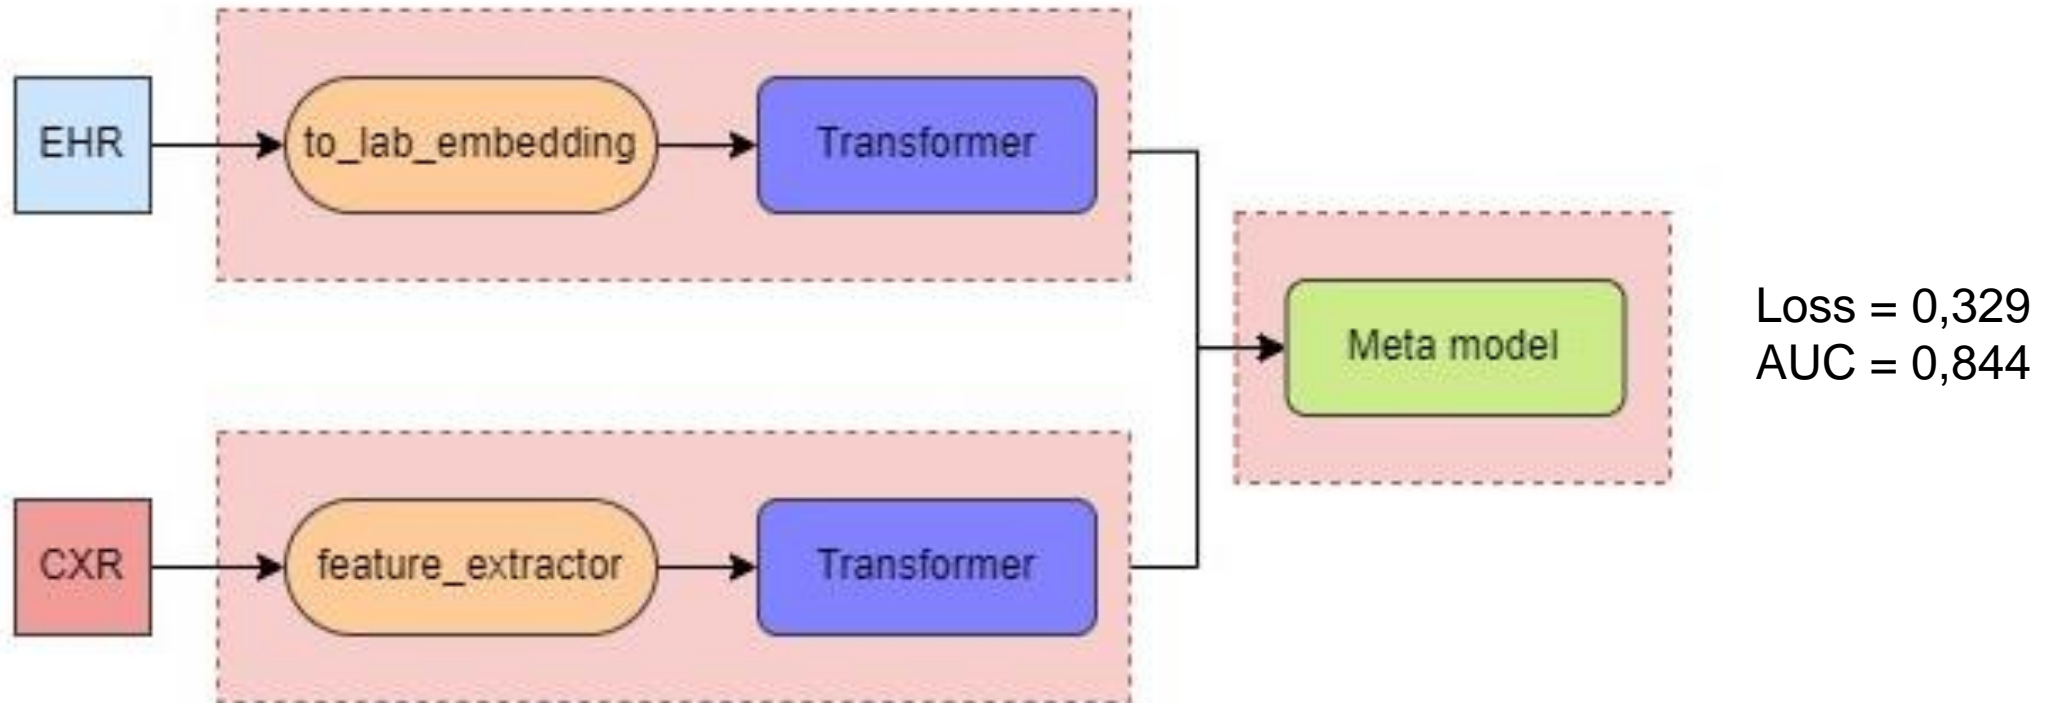 EHR
to_lab_embedding
Transformer
Meta model
Loss = 0,329
AUC = 0,844
CXR
feature_extractor
Transformer